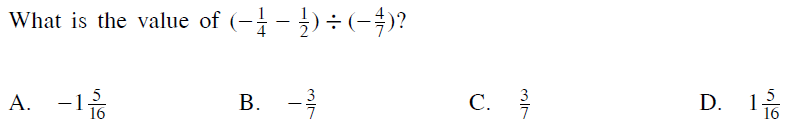 What is the value of (−1/4 − 1/2) ÷ (−4/7)?
A. −1 5/16 B. −3/7 C. 3/7 D. 1 5/16